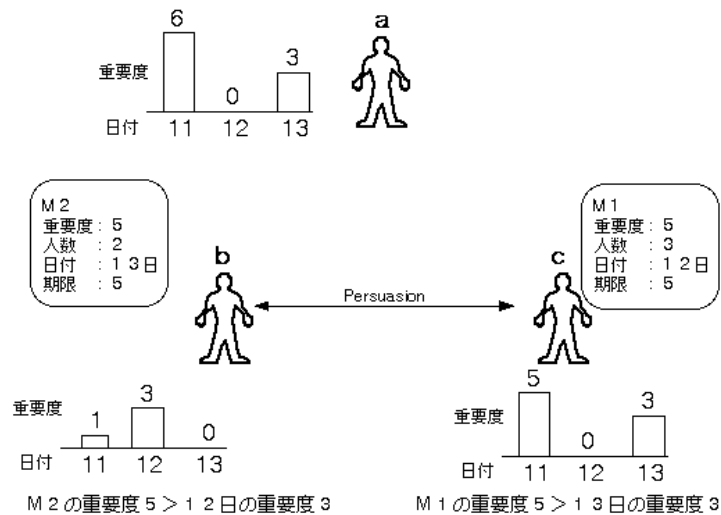 6
a
3
重要度
0
日付 11 12 13
M2
重要度：5
人数：2
日付：13日
期限：5
M1
重要度：5
人数：3
日付：12日
期限：5
b
c
Persuasion
3
重要度
1
0
日付 11 12 13
5
3
重要度
0
日付 11 12 13
M2の重要度5＞12日の重要度3
M1の重要度5＞13日の重要度3